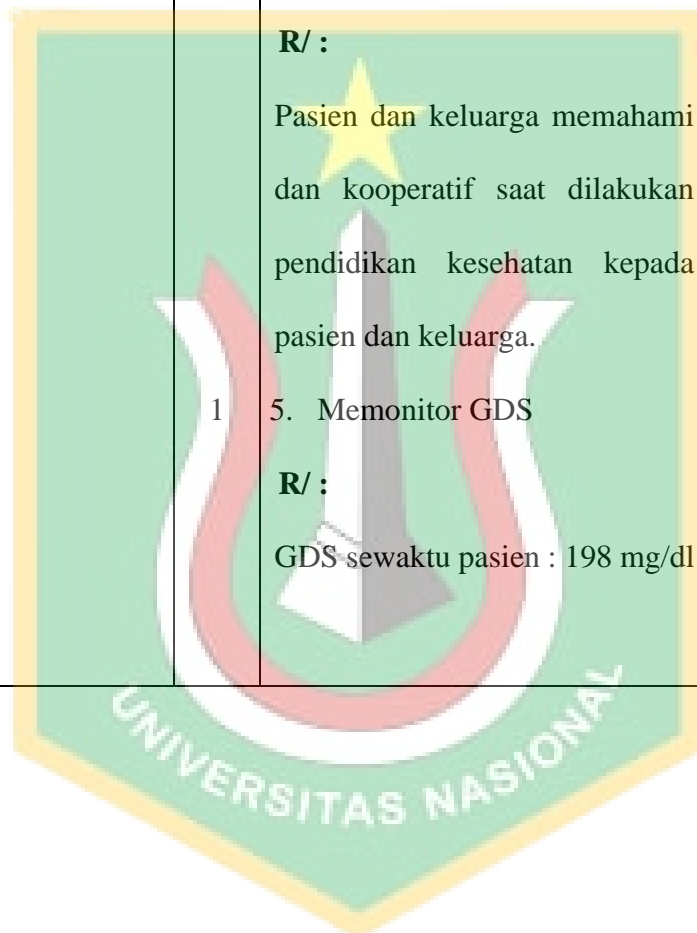 R/ :
Pasien dan keluarga memahami
dan kooperatif saat dilakukan
pendidikan kesehatan kepada
pasien dan keluarga.
1 5. Memonitor GDS
R/ :
GDS sewaktu pasien : 198 mg/dl
UNIVERSITAS NASIONAL